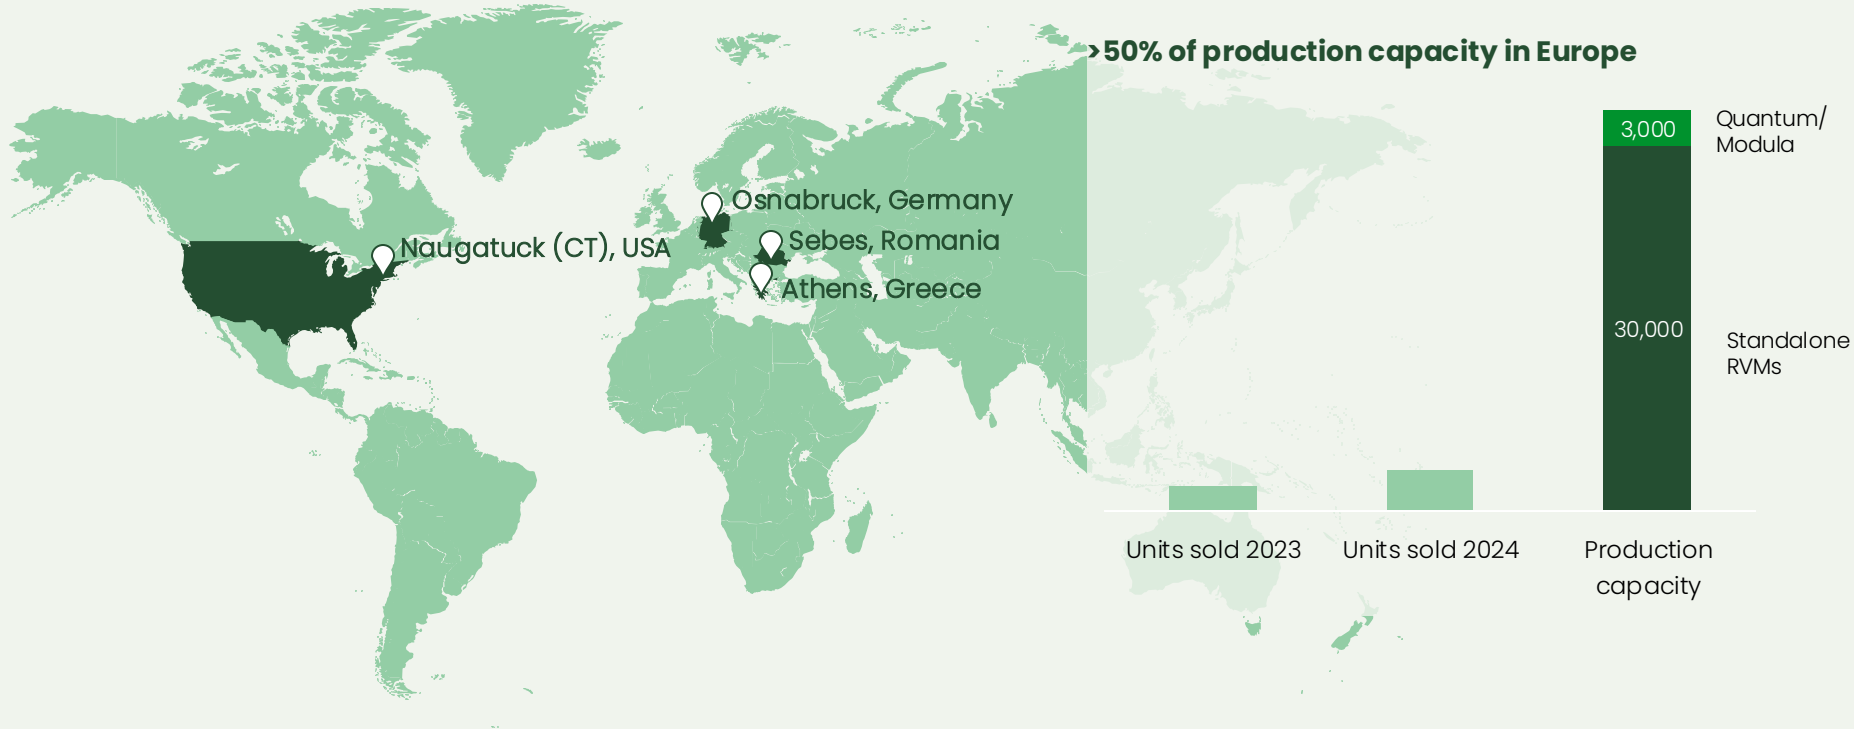 >50% of production capacity in Europe
Osnabruck, Germany
Naugatuck (CT), USA
Sebes, Romania
Athens, Greece
3,000
Quantum/
Modula
30,000
Standalone
RVMs
Units sold 2023
Units sold 2024
Production
capacity